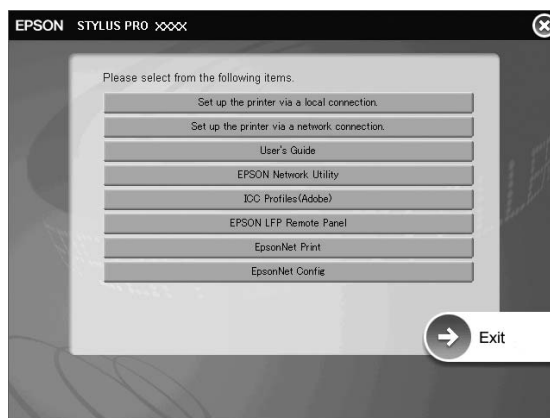 EPSON STYLUS PRO XXXX
Please select from the following items.
Set up the printer via a local connection.
Set up the printer via a network connection.
User's Guide
EPSON Network Utility
ICC Profiles(Adobe)
EPSON LFP Remote Panel
EpsonNet Print
EpsonNet Config
Exit